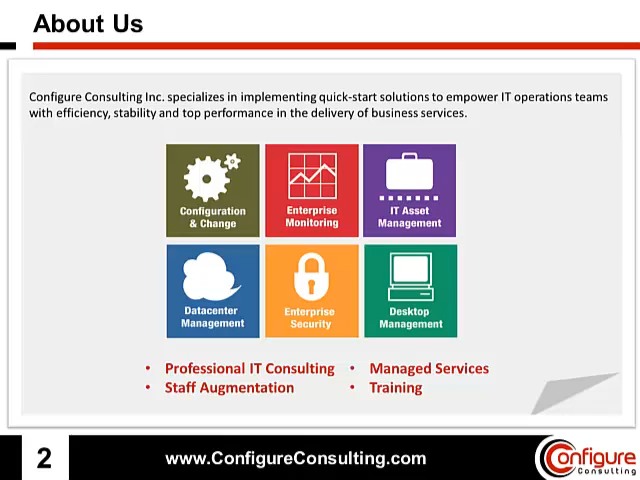 About Us
Configure Consulting Inc. specializes in implementing quick-start solutions to empower IT operations teams
with efficiency, stability and top performance in the delivery of business services.
Configuration
& Change
Enterprise
Monitoring
IT Asset
Management
Datacenter
Management
Enterprise
Security
Desktop
Management
• Professional IT Consulting
• Staff Augmentation
• Managed Services
• Training
2
www.ConfigureConsulting.com
Configure
Consulting